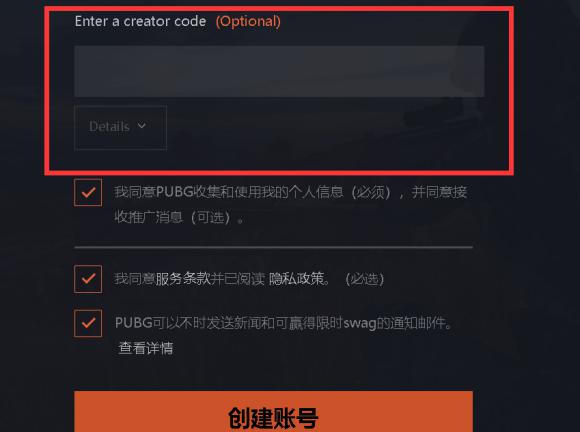 Enter a creator code (Optional)
Details
我同意PUBG收集和使用我的个人信息（必须），并同意接
收推广消息（可选）。
我同意服务条款并已阅读 隐私政策。（必选）
PUBG可以不时发送新闻和可赢得限时swag的通知邮件。
查看详情
创建账号